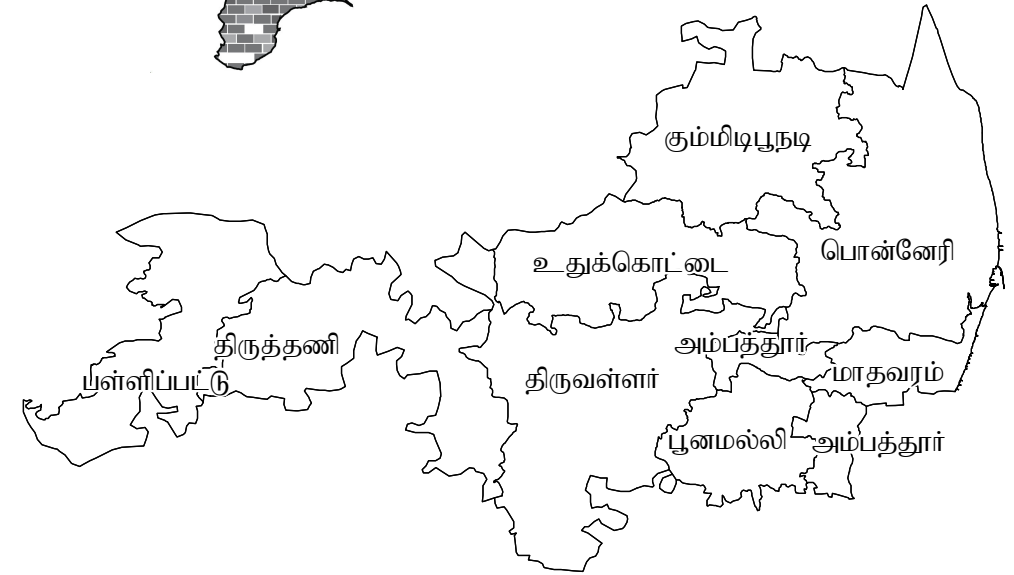 கும்மிடிபூநடி
பொன்னேரி
உதுக்கொட்டை
திருத்தணி
அம்பத்தூர்
மாதவரம்
பள்ளிப்பட்டு
திருவள்ளர்
பூனமல்லி
அம்பத்தூர்